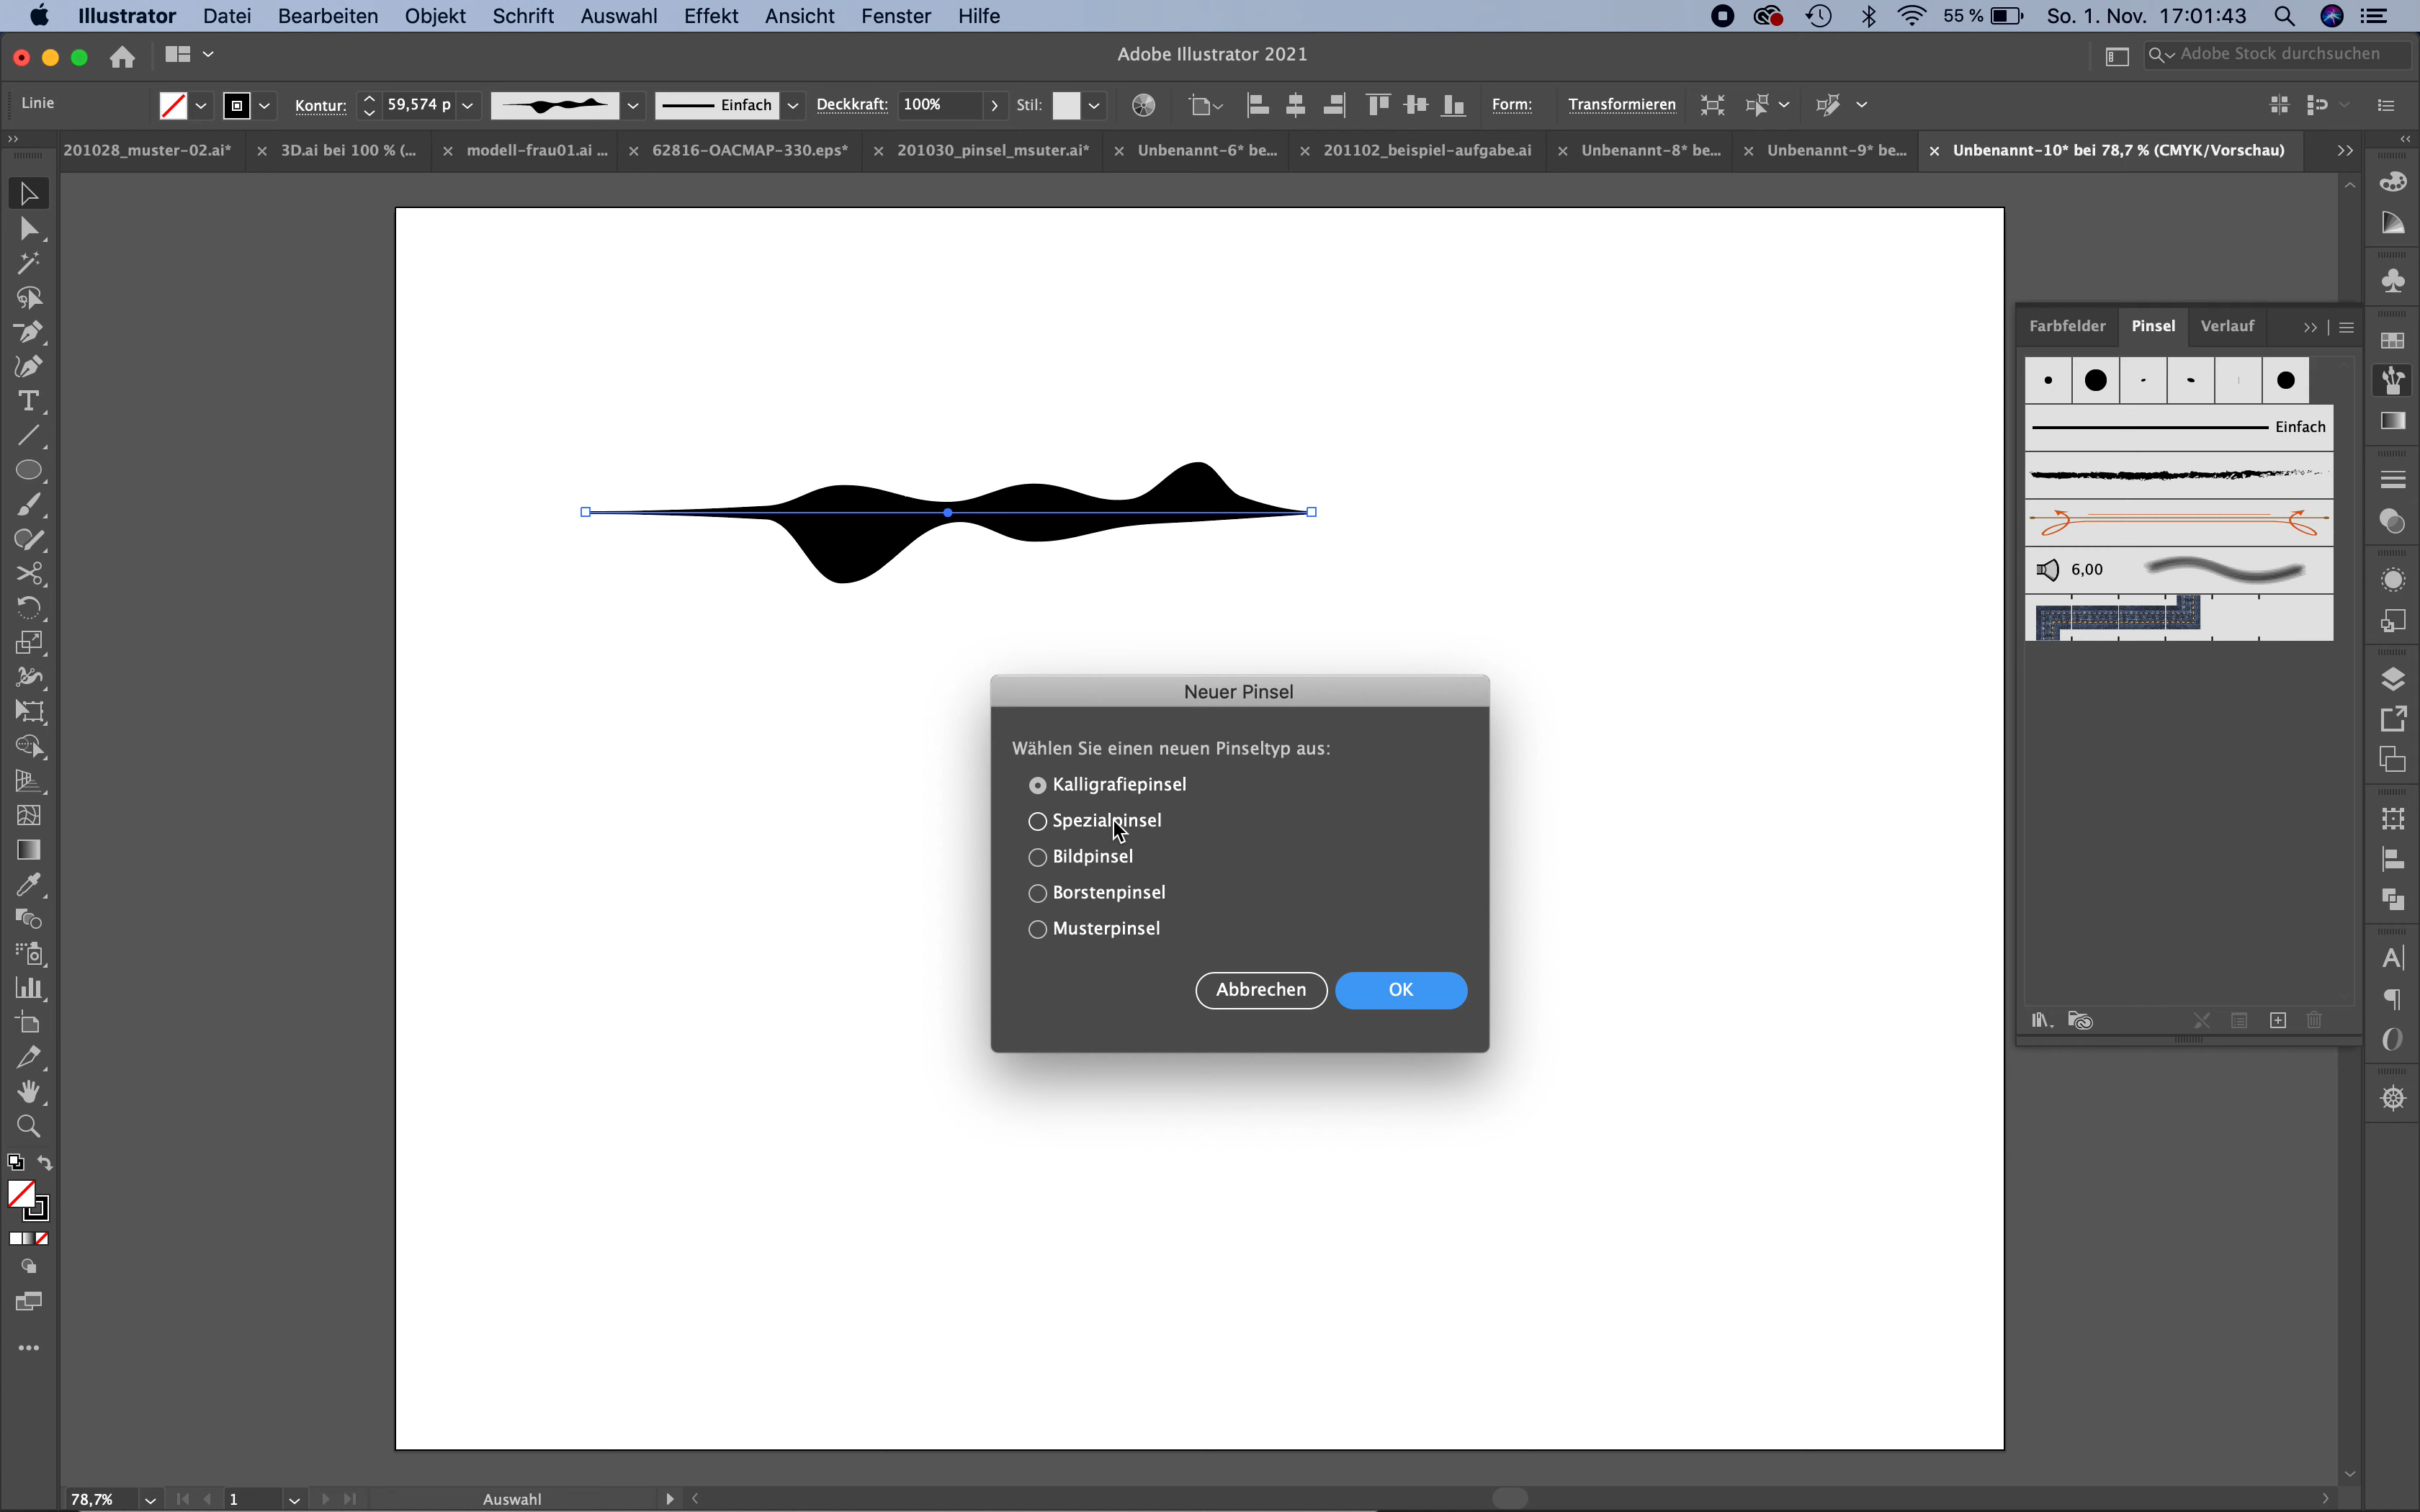 Illustrator Datei Bearbeiten Objekt Schrift Auswahl Effekt Ansicht Fenster Hilfe 55 % So. 1. Nov. 17:01:43
Adobe Illustrator 2021 Adobe Stock durchsuchen
Linie Kontur: 59,574 p Einfach Deckkraft: 100% Stil: Form: Transformieren
201028_muster-02.ai* × 3D.ai bei 100 % (... × modell-frau01.ai ... × 62816-OACMAP-330.eps* × 201030_pinsel_msuter.ai* × Unbenannt-6* be... × 201102_beispiel-aufgabe.ai × Unbenannt-8* be... × Unbenannt-9* be... × Unbenannt-10* bei 78,7 % (CMYK/Vorschau)
Farbfelder Pinsel Verlauf
Einfach
6,00
Neuer Pinsel
Wählen Sie einen neuen Pinseltyp aus:
Kalligrafiepinsel
Spezialpinsel
Bildpinsel
Borstenpinsel
Musterpinsel
Abbrechen OK
78,7% 1 Auswahl